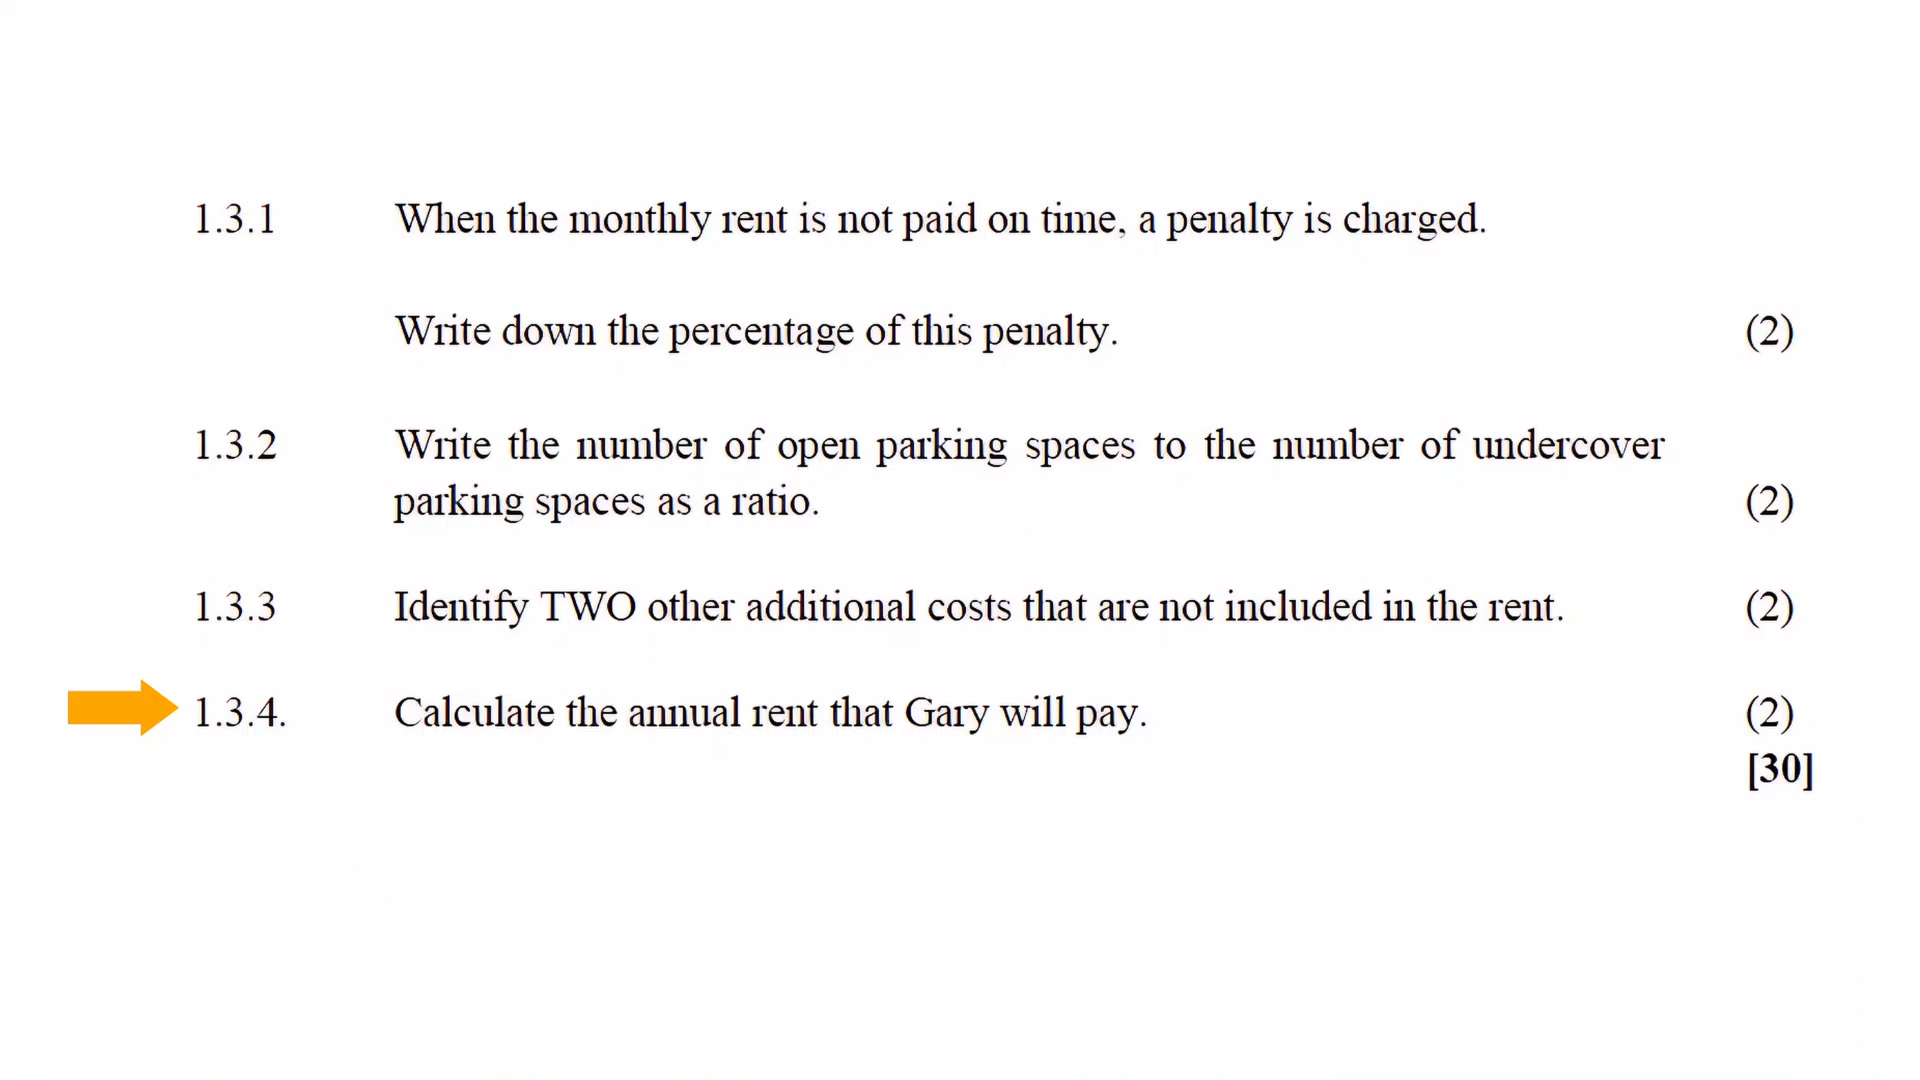 1.3.1 When the monthly rent is not paid on time, a penalty is charged.
Write down the percentage of this penalty. (2)
1.3.2 Write the number of open parking spaces to the number of undercover
parking spaces as a ratio. (2)
1.3.3 Identify TWO other additional costs that are not included in the rent. (2)
1.3.4. Calculate the annual rent that Gary will pay. (2)
[30]